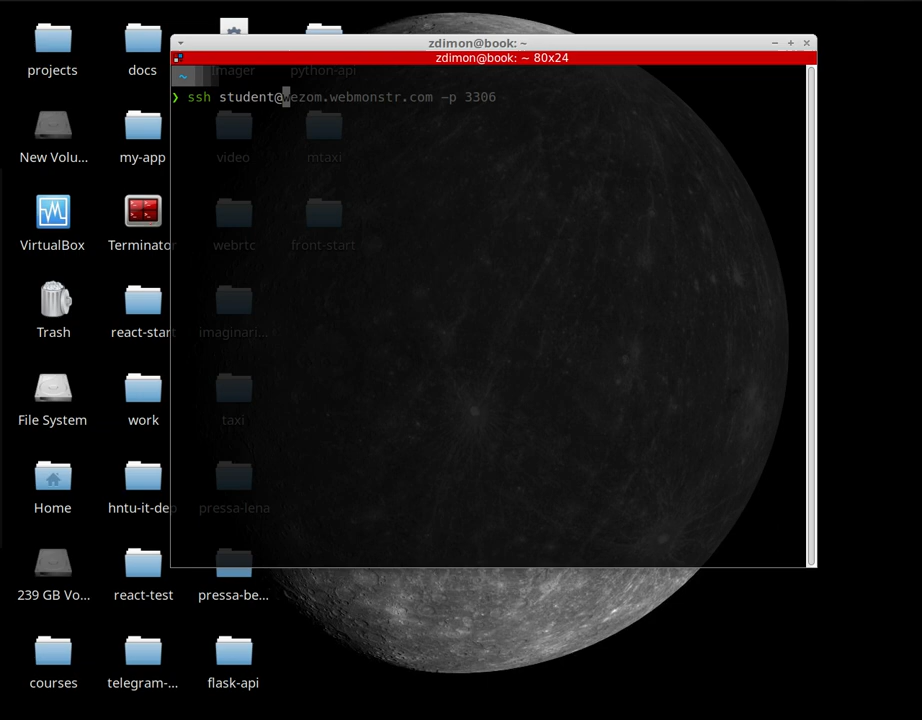 zdimon@book: ~
zdimon@book: ~ 80x24
~
❯ ssh student@wezom.webmonstr.com -p 3306
projects
docs
Imager
python-api
New Volu...
my-app
video
mtaxi
VirtualBox
Terminator
webrtc
front-start
Trash
react-start
imaginari...
File System
work
taxi
Home
hntu-it-dep
pressa-lena
239 GB Vo...
react-test
pressa-be...
courses
telegram-...
flask-api